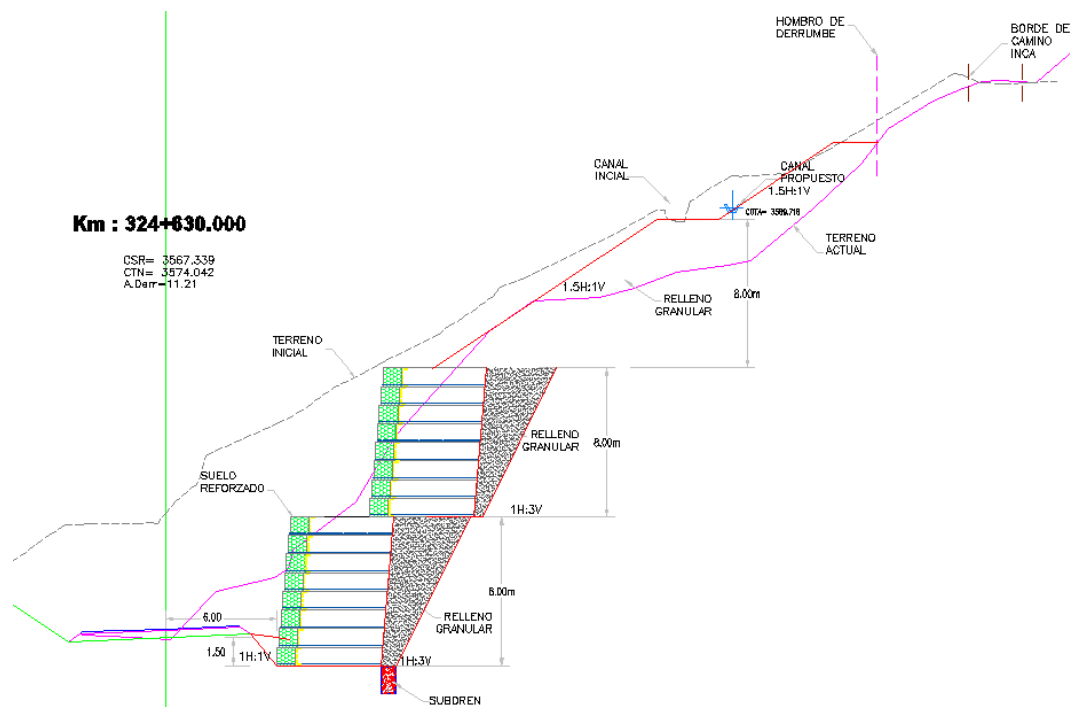 HOMBRO DE
DERRUMBE
BORDE DE
CAMINO
INCA
CANAL
INCIAL
CANAL
PROPUESTO
1.5H:1V
COTA= 3589.718
Km : 324+630.000
CSR= 3567.339
CTN= 3574.042
A.Derr=11.21
TERRENO
ACTUAL
1.5H:1V
RELLENO
GRANULAR
8.00m
TERRENO
INICIAL
RELLENO
GRANULAR
8.00m
SUELO
REFORZADO
1H:3V
8.00m
6.00
RELLENO
GRANULAR
1.50
1H:1V
1H:3V
SUBDREN